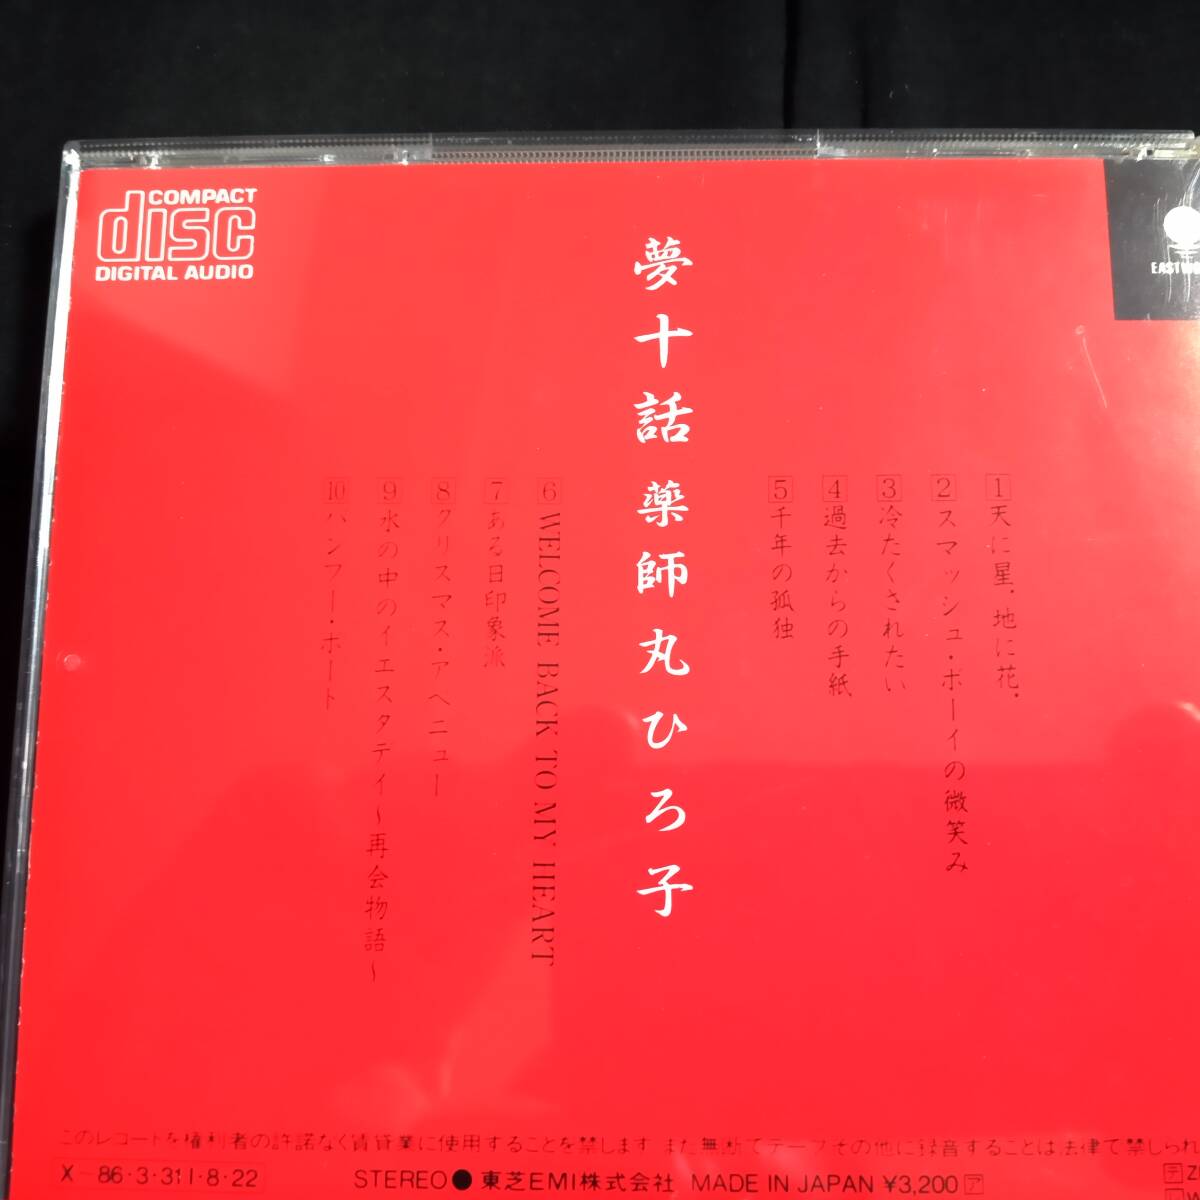 COMPACT
disc
DIGITAL AUDIO
夢十話 薬師丸ひろ子
1 天に星．地に花．
2 スマッシュ・ボーイの微笑み
3 冷たくされたい
4 過去からの手紙
5 千年の孤独
6 WELCOME BACK TO MY HEART
7 ある日印象派
8 クリスマス・アベニュー
9 水の中のイエスタデイ～再会物語～
10 ハンプー・ボート
このレコードを権利者の許諾なく賃貸業に使用することを禁じます また無断でテープその他に録音することは法律で禁じられ
X-86・3・31 I・8・22
STEREO● 東芝EMI株式会社 MADE IN JAPAN ¥3,200 ア